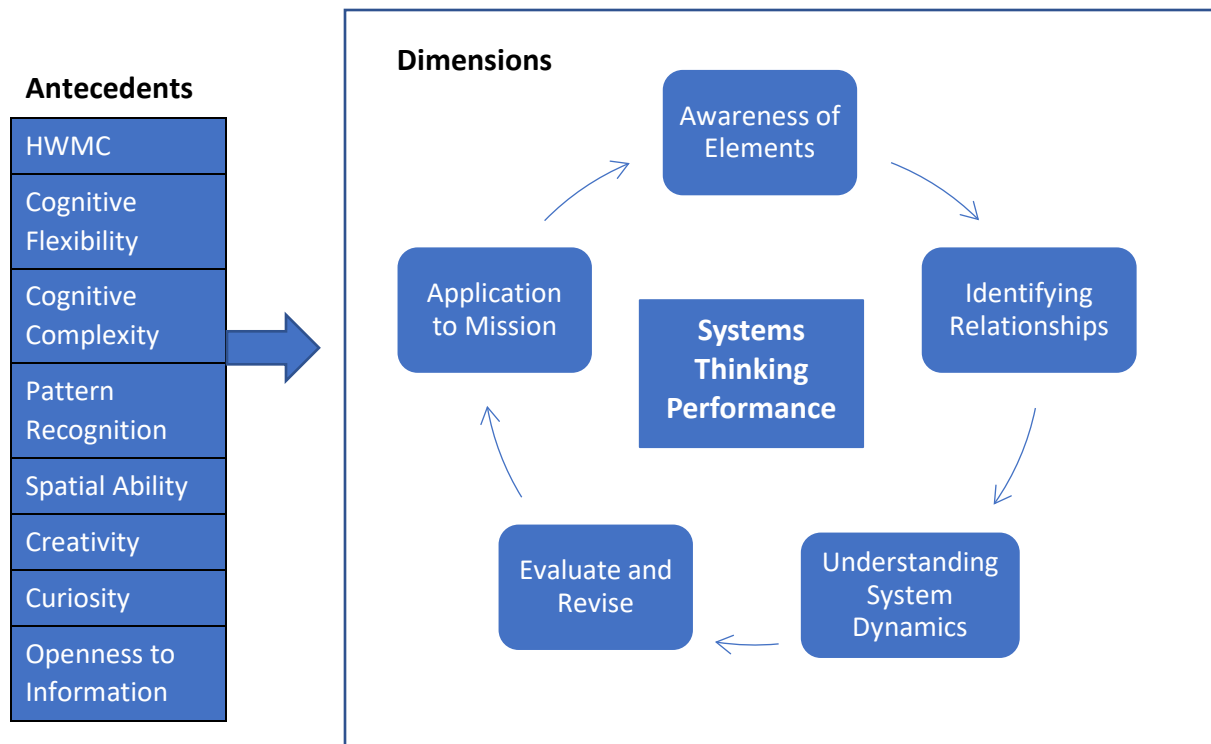 Antecedents
HWMC
Cognitive
Flexibility
Cognitive
Complexity
Pattern
Recognition
Spatial Ability
Creativity
Curiosity
Openness to
Information
Dimensions
Awareness of
Elements
Identifying
Relationships
Understanding
System
Dynamics
Evaluate and
Revise
Application
to Mission
Systems
Thinking
Performance